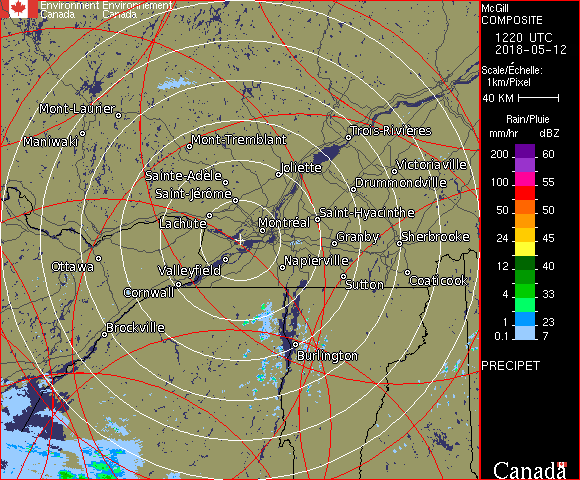 Environment Environnement
Canada Canada
McGill
COMPOSITE
1220 UTC
2018-05-12
Scale/Échelle:
1km/Pixel
40 KM
Rain/Pluie
mm/hr dBZ
200 60
100 55
50 50
24 45
12 40
4 33
1 23
0.1 7
PRECIPET
Canada
Mont-Laurier
Maniwaki
Mont-Tremblant
Trois-Rivières
Joliette
Victoriaville
Sainte-Adèle
Drummondville
Saint-Jérôme
Lachute
Montréal
Saint-Hyacinthe
Granby
Sherbrooke
Ottawa
Valleyfield
Napierville
Cornwall
Sutton
Coaticook
Brockville
Burlington